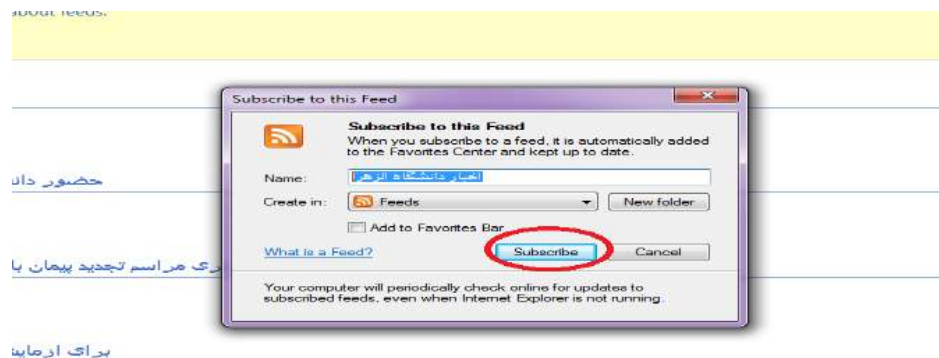 about feeds.
Subscribe to this Feed
Subscribe to this Feed
When you subscribe to a feed, it is automatically added
to the Favorites Center and kept up to date.
Name: اخبار دانشگاه الزهرا
Create in: Feeds New folder
Add to Favorites Bar
What is a Feed? Subscribe Cancel
Your computer will periodically check online for updates to
subscribed feeds, even when Internet Explorer is not running.
حضور
مراسم تجدید پیمان با
برای